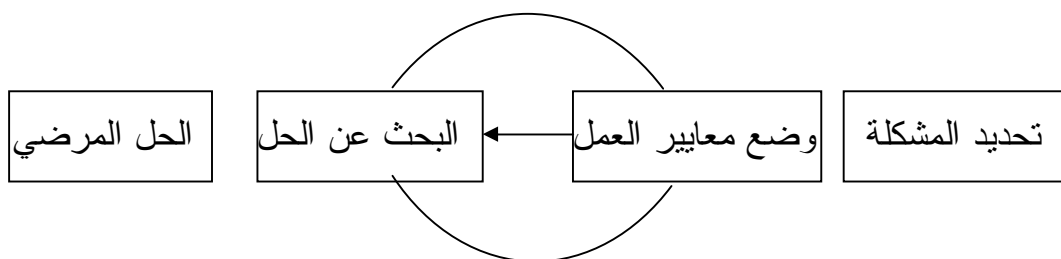 تحديد المشكلة
وضع معايير العمل
البحث عن الحل
الحل المرضي